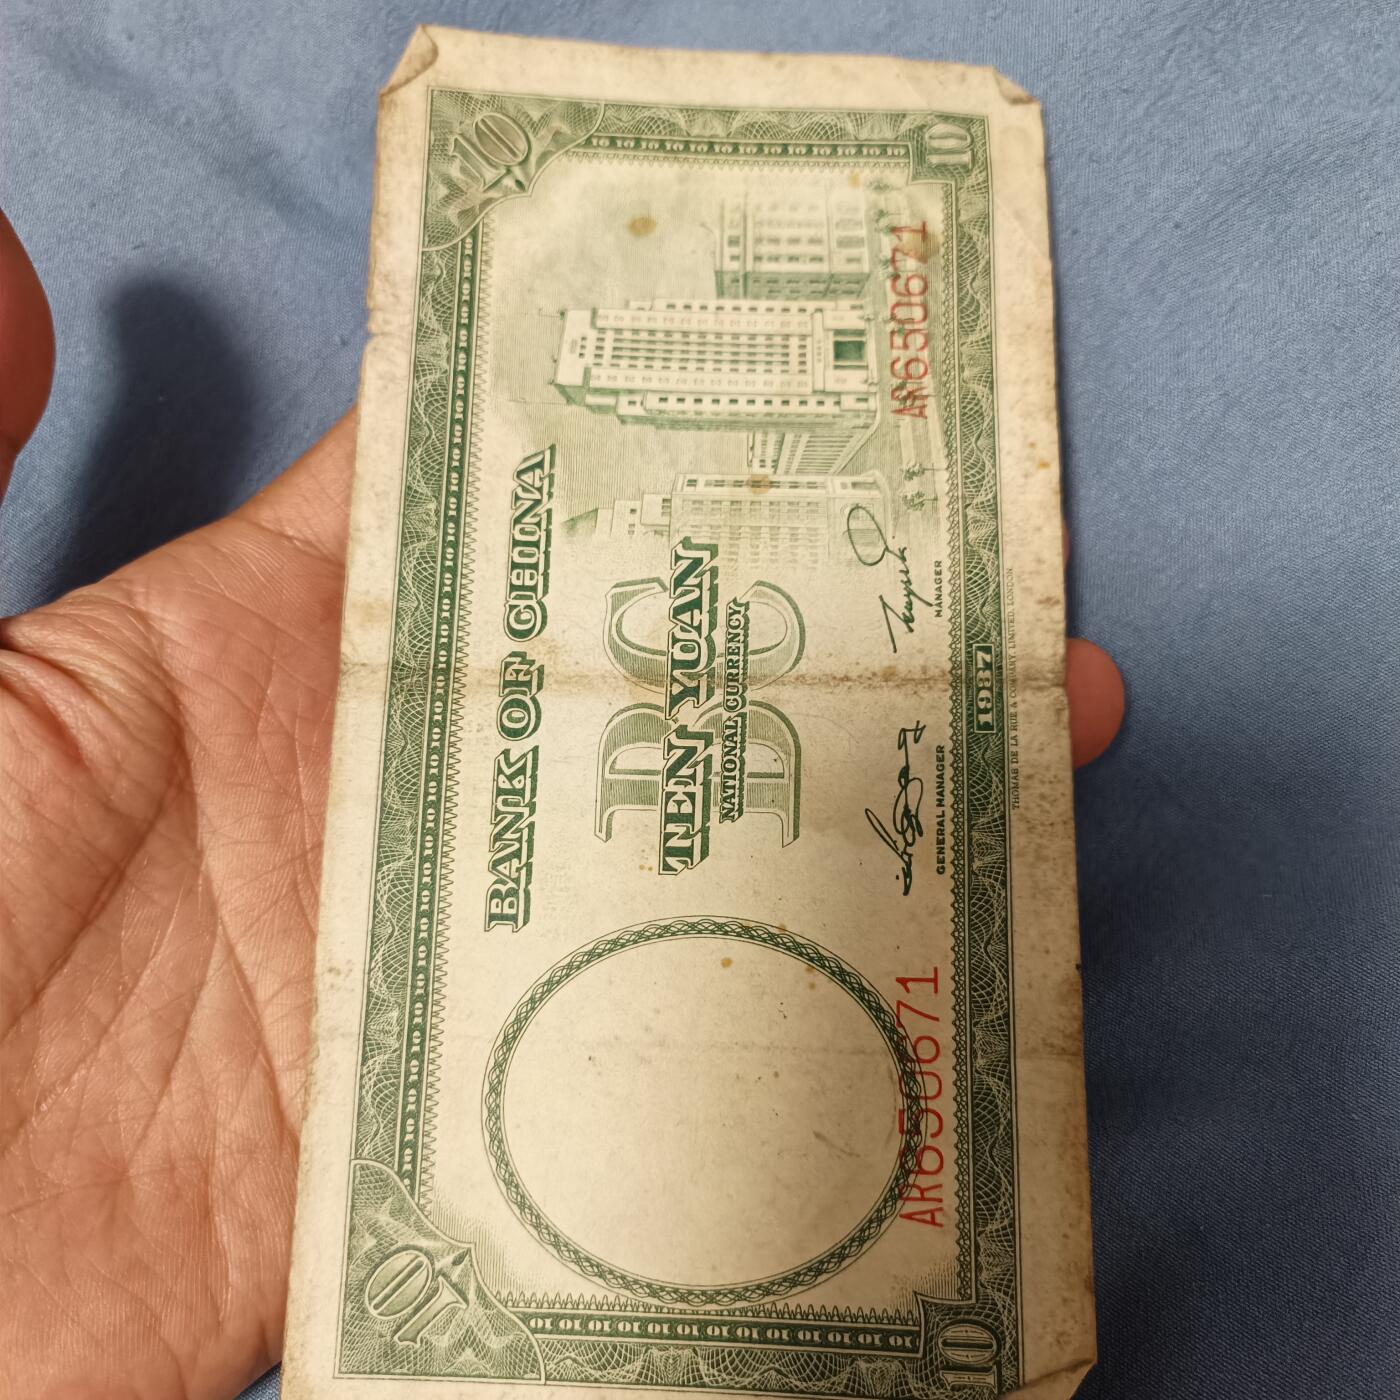 10
10
BANK OF CHINA
BC
TEN YUAN
NATIONAL CURRENCY
AR650671
AR650671
GENERAL MANAGER
MANAGER
10
1937
10
THOMAS DE LA RUE & COMPANY LIMITED, LONDON